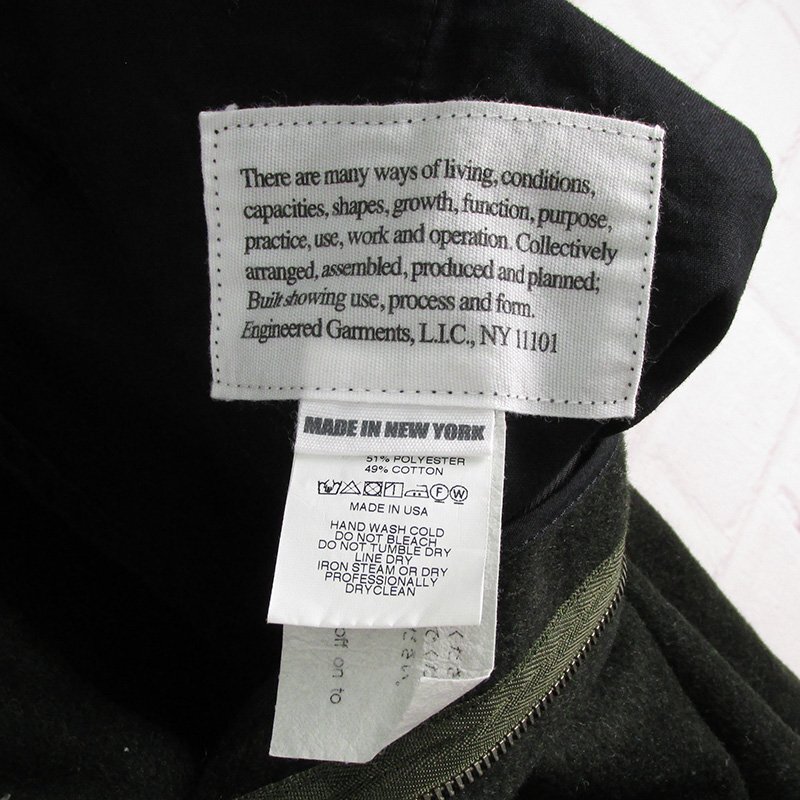 There are many ways of living, conditions,
capacities, shapes, growth, function, purpose,
practice, use, work and operation. Collectively
arranged, assembled, produced and planned;
Built showing use, process and form.
Engineered Garments, L.I.C., NY 11101
MADE IN NEW YORK
51% POLYESTER
49% COTTON
F W
MADE IN USA
HAND WASH COLD
DO NOT BLEACH
DO NOT TUMBLE DRY
LINE DRY
IRON STEAM OR DRY
PROFESSIONALLY
DRYCLEAN
off on to